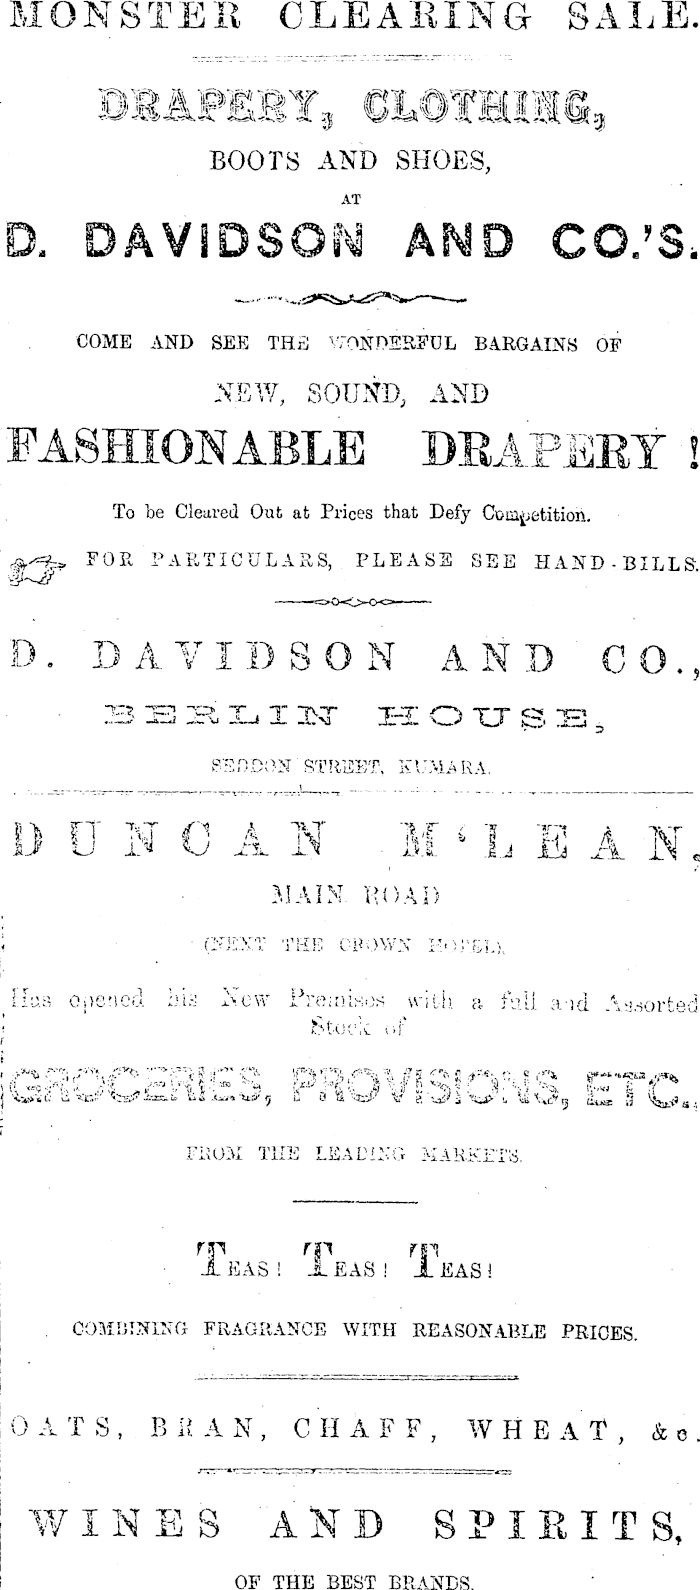 MONSTER CLEARING SALE.
DRAPERY, CLOTHING,
BOOTS AND SHOES,
AT
D. DAVIDSON AND CO.'S.
COME AND SEE THE WONDERFUL BARGAINS OF
NEW, SOUND, AND
FASHIONABLE DRAPERY!
To be Cleared Out at Prices that Defy Competition.
FOR PARTICULARS, PLEASE SEE HAND-BILLS.
D. DAVIDSON AND CO.,
BERLIN HOUSE,
SEDDON STREET, KUMARA.
DUNCAN M‘LEAN,
MAIN ROAD
(NEXT THE CROWN HOTEL),
Has opened his New Premises with a full and Assorted
Stock of
GROCERIES, PROVISIONS, ETC.,
FROM THE LEADING MARKETS.
TEAS! TEAS! TEAS!
COMBINING FRAGRANCE WITH REASONABLE PRICES.
OATS, BRAN, CHAFF, WHEAT, &c.
WINES AND SPIRITS,
OF THE BEST BRANDS.